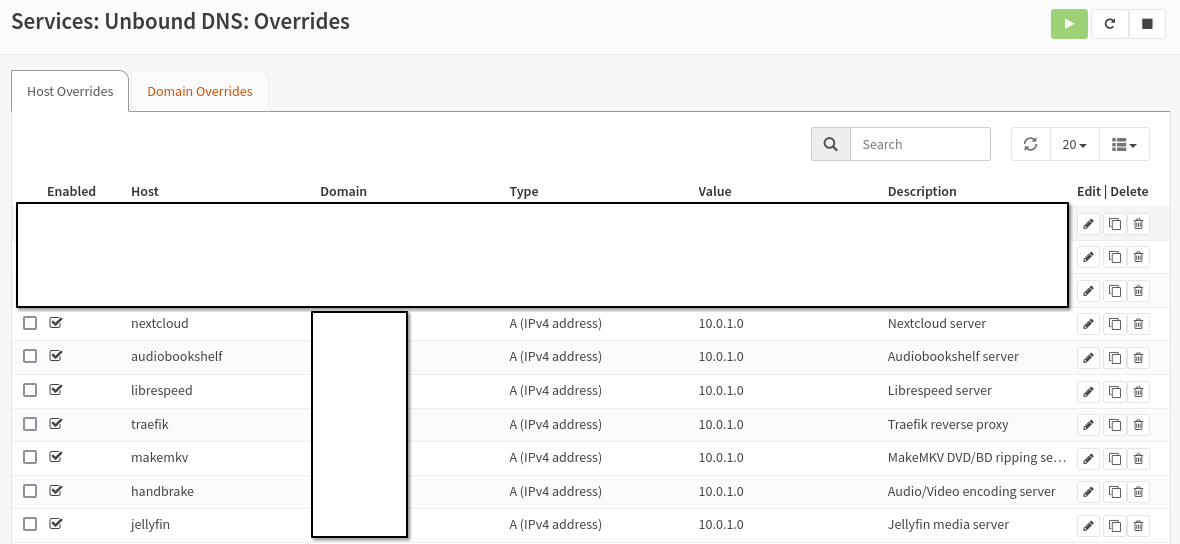 Services: Unbound DNS: Overrides
Host Overrides
Domain Overrides
Search
20
Enabled Host Domain Type Value Description Edit | Delete
nextcloud A (IPv4 address) 10.0.1.0 Nextcloud server
audiobookshelf A (IPv4 address) 10.0.1.0 Audiobookshelf server
librespeed A (IPv4 address) 10.0.1.0 Librespeed server
traefik A (IPv4 address) 10.0.1.0 Traefik reverse proxy
makemkv A (IPv4 address) 10.0.1.0 MakeMKV DVD/BD ripping se...
handbrake A (IPv4 address) 10.0.1.0 Audio/Video encoding server
jellyfin A (IPv4 address) 10.0.1.0 Jellyfin media server